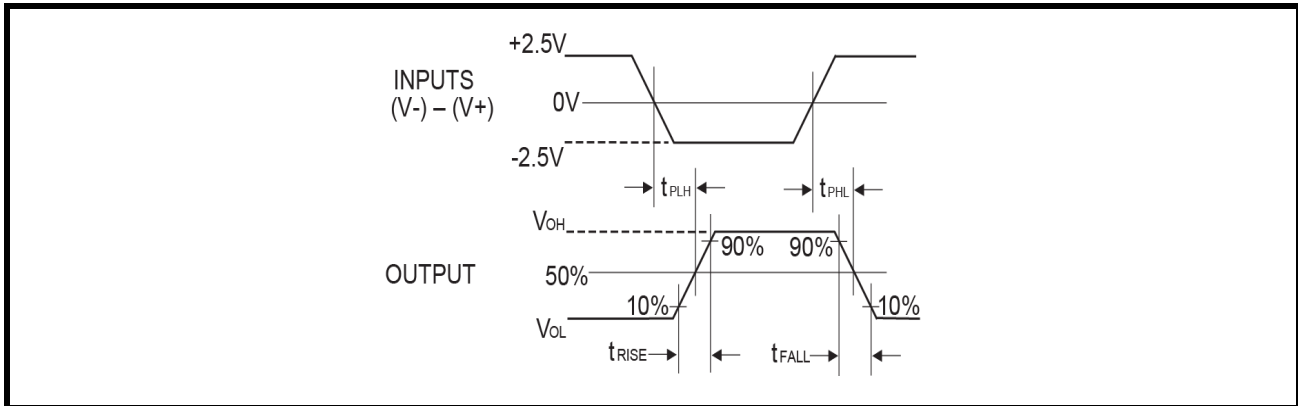 +2.5V
INPUTS
(V-) – (V+)
0V
-2.5V
tPLH
tPHL
VOH
90%
90%
OUTPUT
50%
10%
10%
VOL
tRISE
tFALL